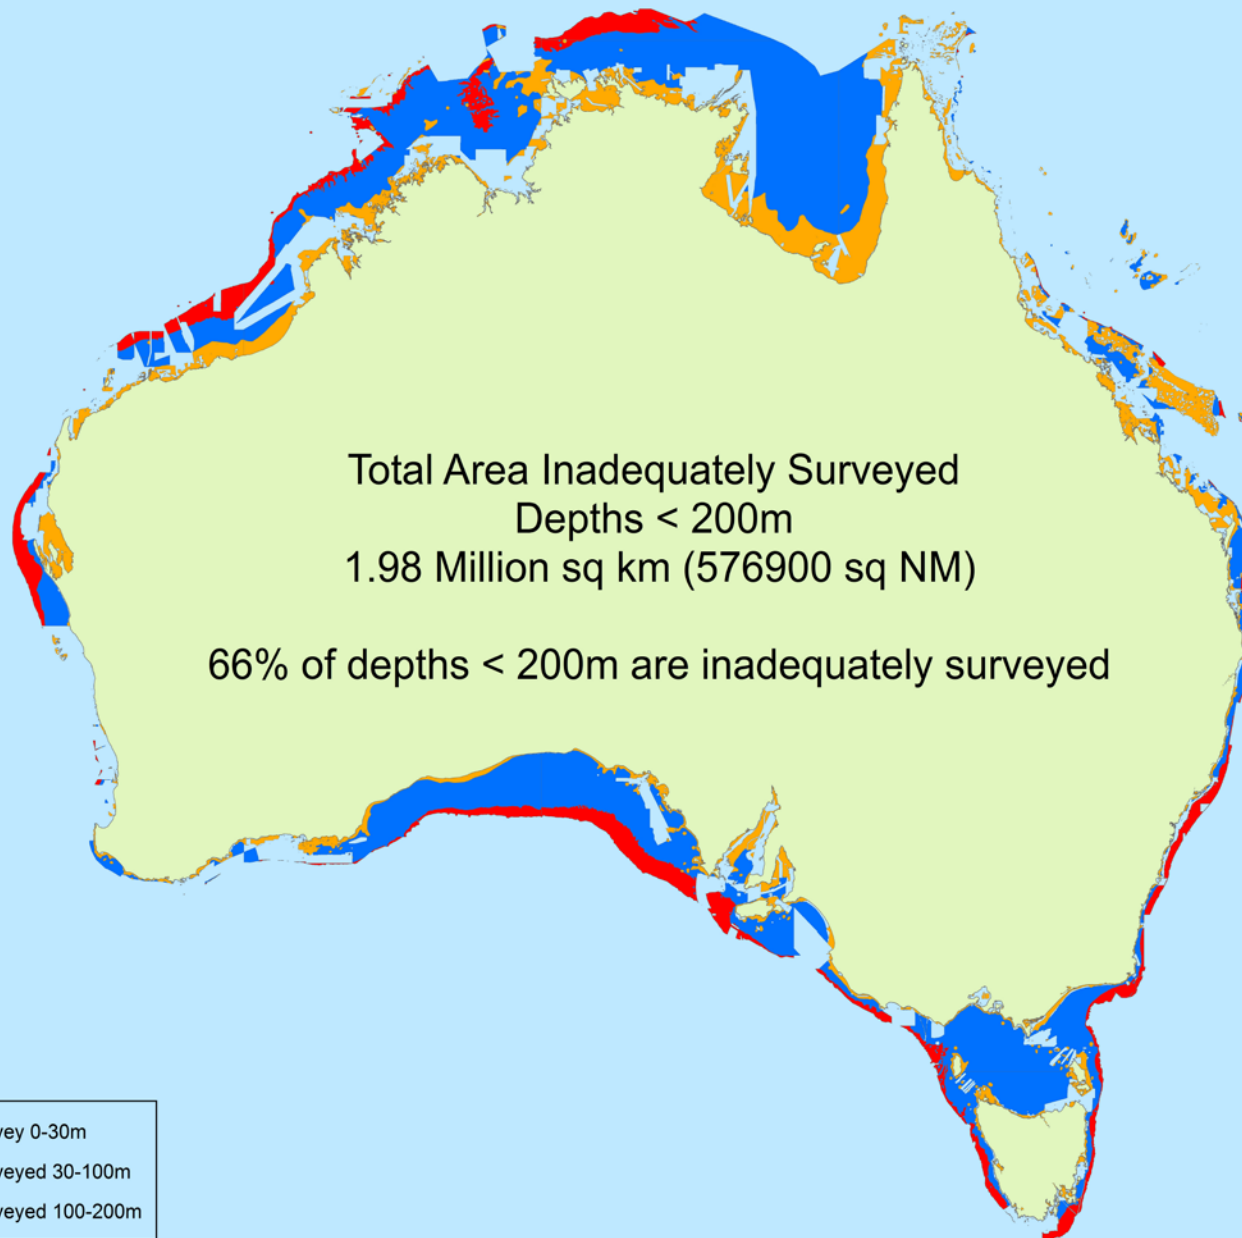 Total Area Inadequately Surveyed
Depths < 200m
1.98 Million sq km (576900 sq NM)
66% of depths < 200m are inadequately surveyed
vey 0-30m
veyed 30-100m
veyed 100-200m